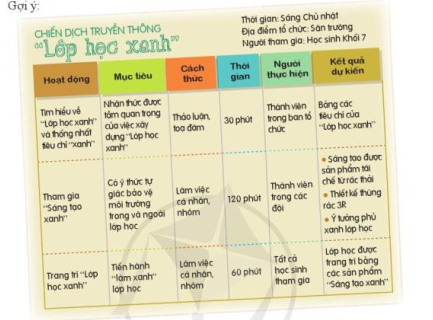 Gợi ý:
CHIẾN DỊCH TRUYỀN THÔNG
"Lớp học xanh"
Thời gian: Sáng Chủ nhật
Địa điểm tổ chức: Sân trường
Người tham gia: Học sinh Khối 7
Hoạt động
Mục tiêu
Cách
thức
Thời
gian
Người
thực hiện
Kết quả
dự kiến
Tìm hiểu về
"Lớp học xanh"
và thống nhất
tiêu chí "xanh"
Nhận thức được
tầm quan trọng
của việc xây
dựng "Lớp học
xanh"
Thảo luận,
toạ đàm
30 phút
Thành viên
trong ban tổ
chức
Bảng các
tiêu chí của
"Lớp học xanh"
Tham gia
"Sáng tạo
xanh"
Có ý thức tự
giác bảo vệ
môi trường
trong và ngoài
lớp học
Làm việc
cá nhân,
nhóm
120 phút
Thành viên
trong các
đội
• Sáng tạo được
sản phẩm tái
chế từ rác thải
• Thiết kế thùng
rác 3R
• Ý tưởng phủ
xanh lớp học
Trang trí "Lớp
học xanh"
Tiến hành
"làm xanh"
lớp học
Làm việc
cá nhân,
nhóm
60 phút
Tất cả
học sinh
tham gia
Lớp học được
trang trí bằng
các sản phẩm
"Sáng tạo xanh"